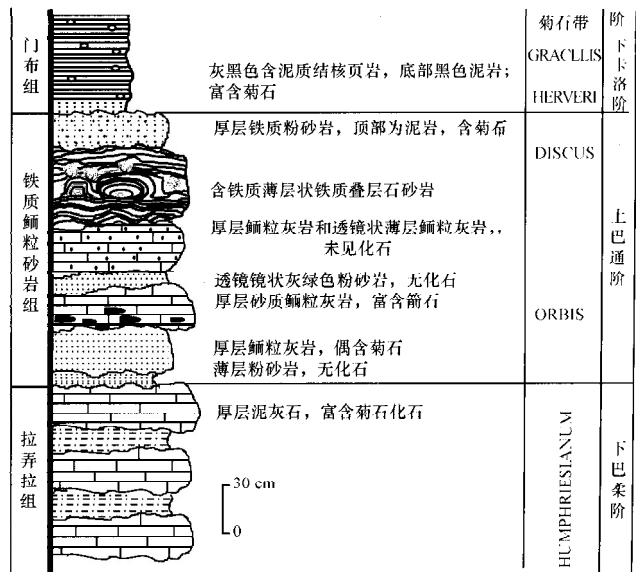 菊石带
阶
门布组
GRACLLIS
下卡洛阶
灰黑色含泥质结核页岩，底部黑色泥岩；
富含菊石
HERVERI
厚层铁质粉砂岩，顶部为泥岩，含菊石
DISCUS
铁质鲕粒砂岩组
含铁质薄层状铁质叠层石砂岩
上巴通阶
厚层鲕粒灰岩和透镜状薄层鲕粒灰岩，，
未见化石
透镜镜状灰绿色粉砂岩，无化石
厚层砂质鲕粒灰岩，富含箭石
ORBIS
厚层鲕粒灰岩，偶含菊石
薄层粉砂岩，无化石
拉弄拉组
厚层泥灰石，富含菊石化石
HUMPHRIESIANUM
下巴柔阶
30 cm
0